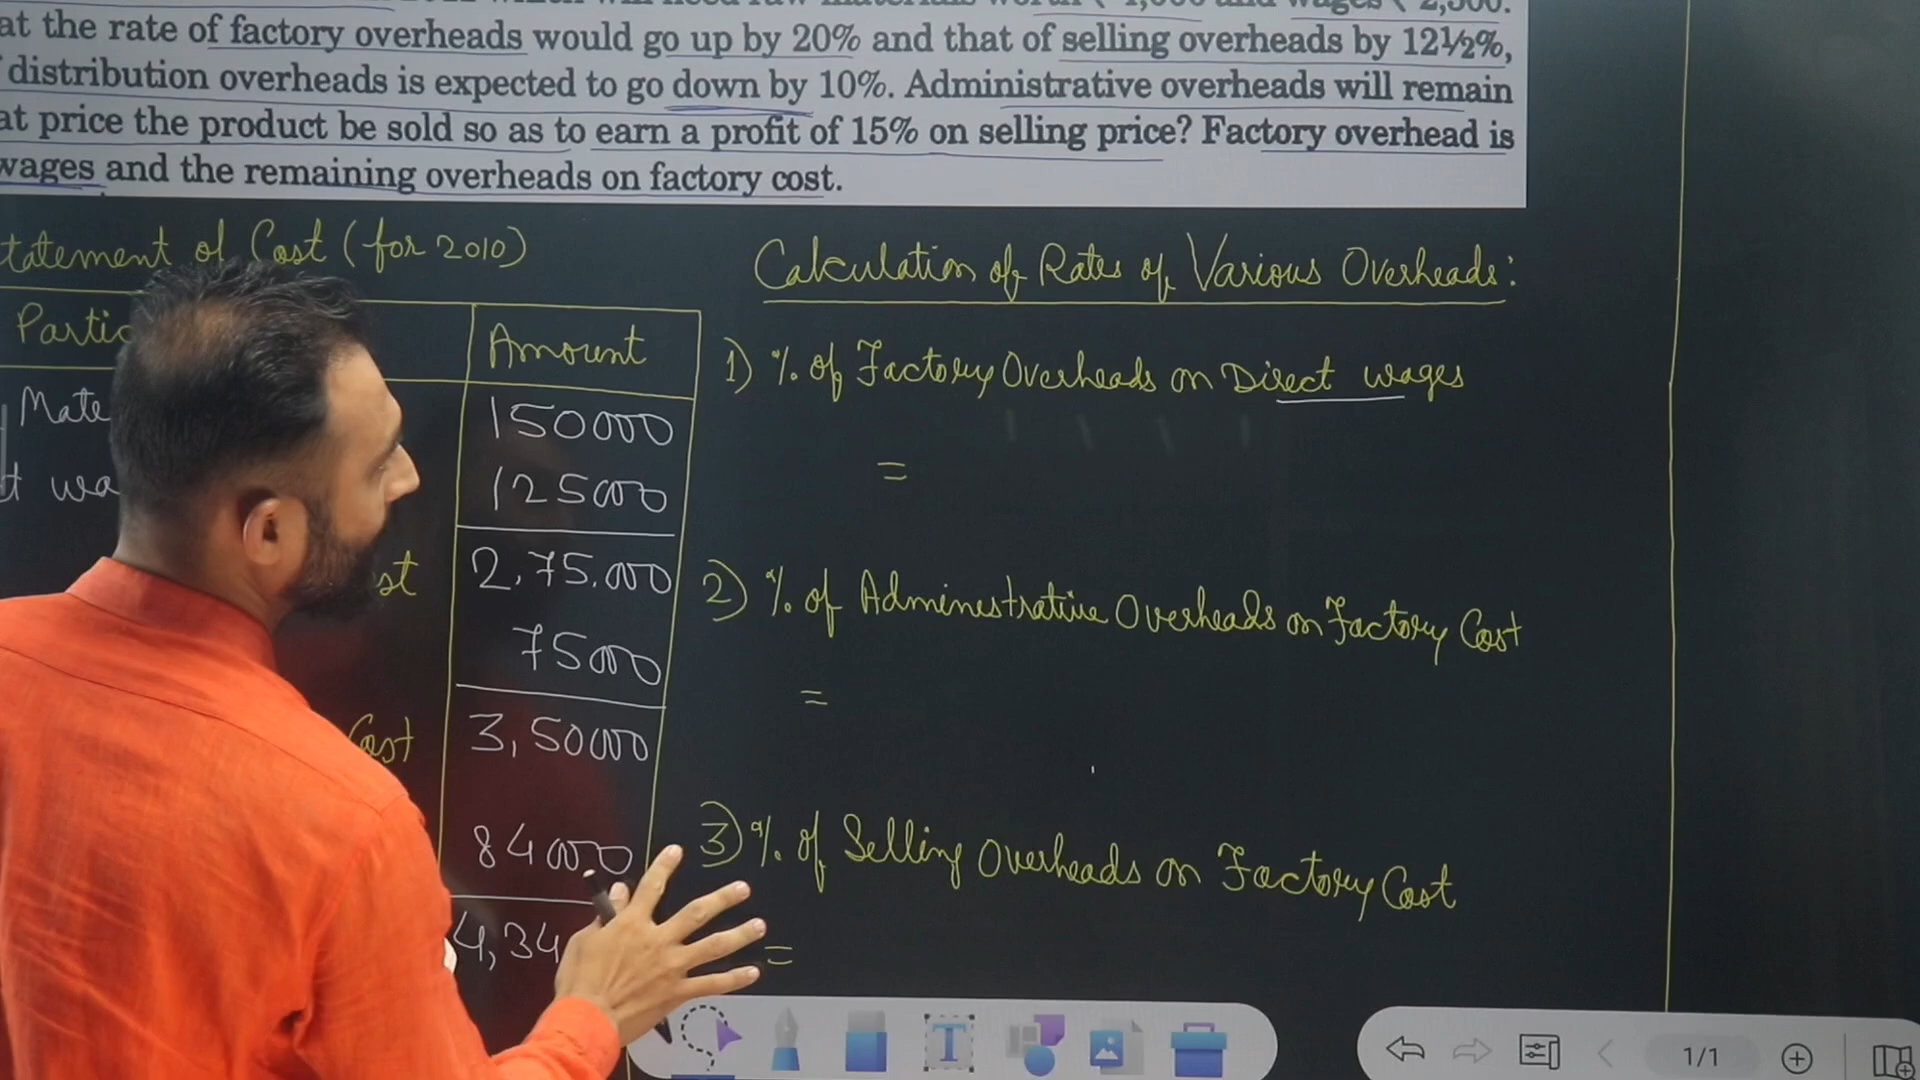 at the rate of factory overheads would go up by 20% and that of selling overheads by 12½%,
distribution overheads is expected to go down by 10%. Administrative overheads will remain
at price the product be sold so as to earn a profit of 15% on selling price? Factory overhead is
wages and the remaining overheads on factory cost.
tatement of Cost (for 2010)
Calculation of Rates of Various Overheads:
Partic
Amount
1) % of Factory Overheads on Direct wages
Mate
150000
=
t wa
125000
st
2,75,000
2) % of Administrative Overheads on Factory Cost
75000
=
Cost
3,50000
3) % of Selling Overheads on Factory Cost
84000
4,34
=
T
1/1